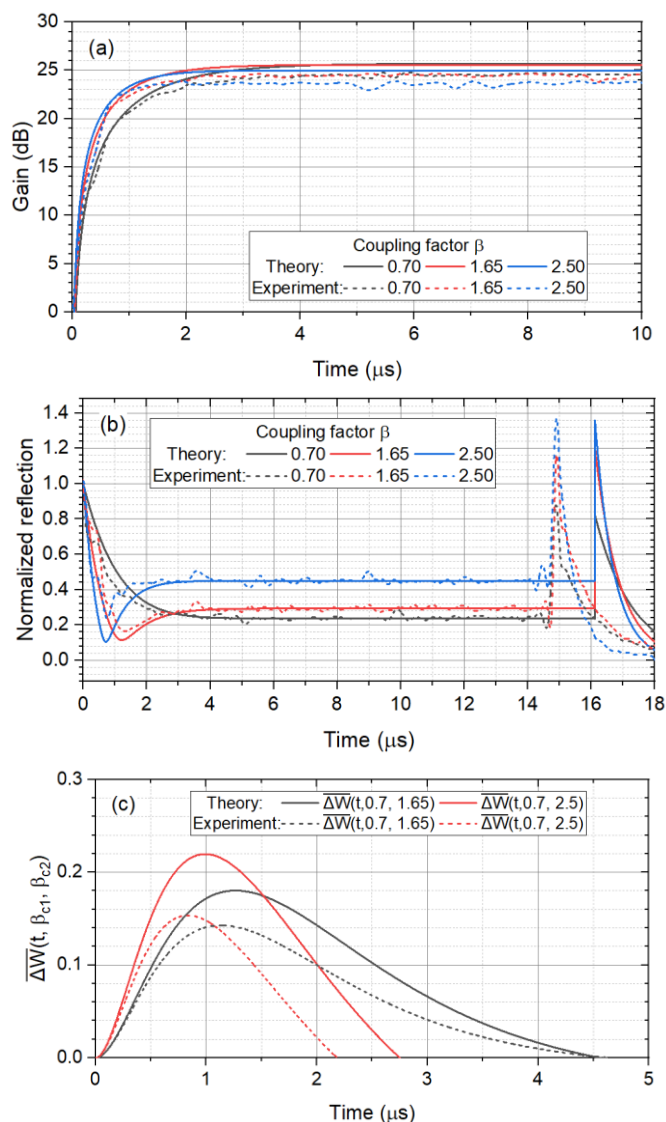 (a)
30
25
20
15
10
5
0
Gain (dB)
Coupling factor β
Theory: 0.70 1.65 2.50
Experiment: 0.70 1.65 2.50
0 2 4 6 8 10
Time (μs)
(b)
1.4
1.2
1.0
0.8
0.6
0.4
0.2
0.0
Normalized reflection
Coupling factor β
Theory: 0.70 1.65 2.50
Experiment: 0.70 1.65 2.50
0 2 4 6 8 10 12 14 16 18
Time (μs)
(c)
0.3
0.2
0.1
0.0
ΔW(t, βc1, βc2)
Theory: ΔW(t,0.7, 1.65) ΔW(t,0.7, 2.5)
Experiment: ΔW(t,0.7, 1.65) ΔW(t,0.7, 2.5)
0 1 2 3 4 5
Time (μs)